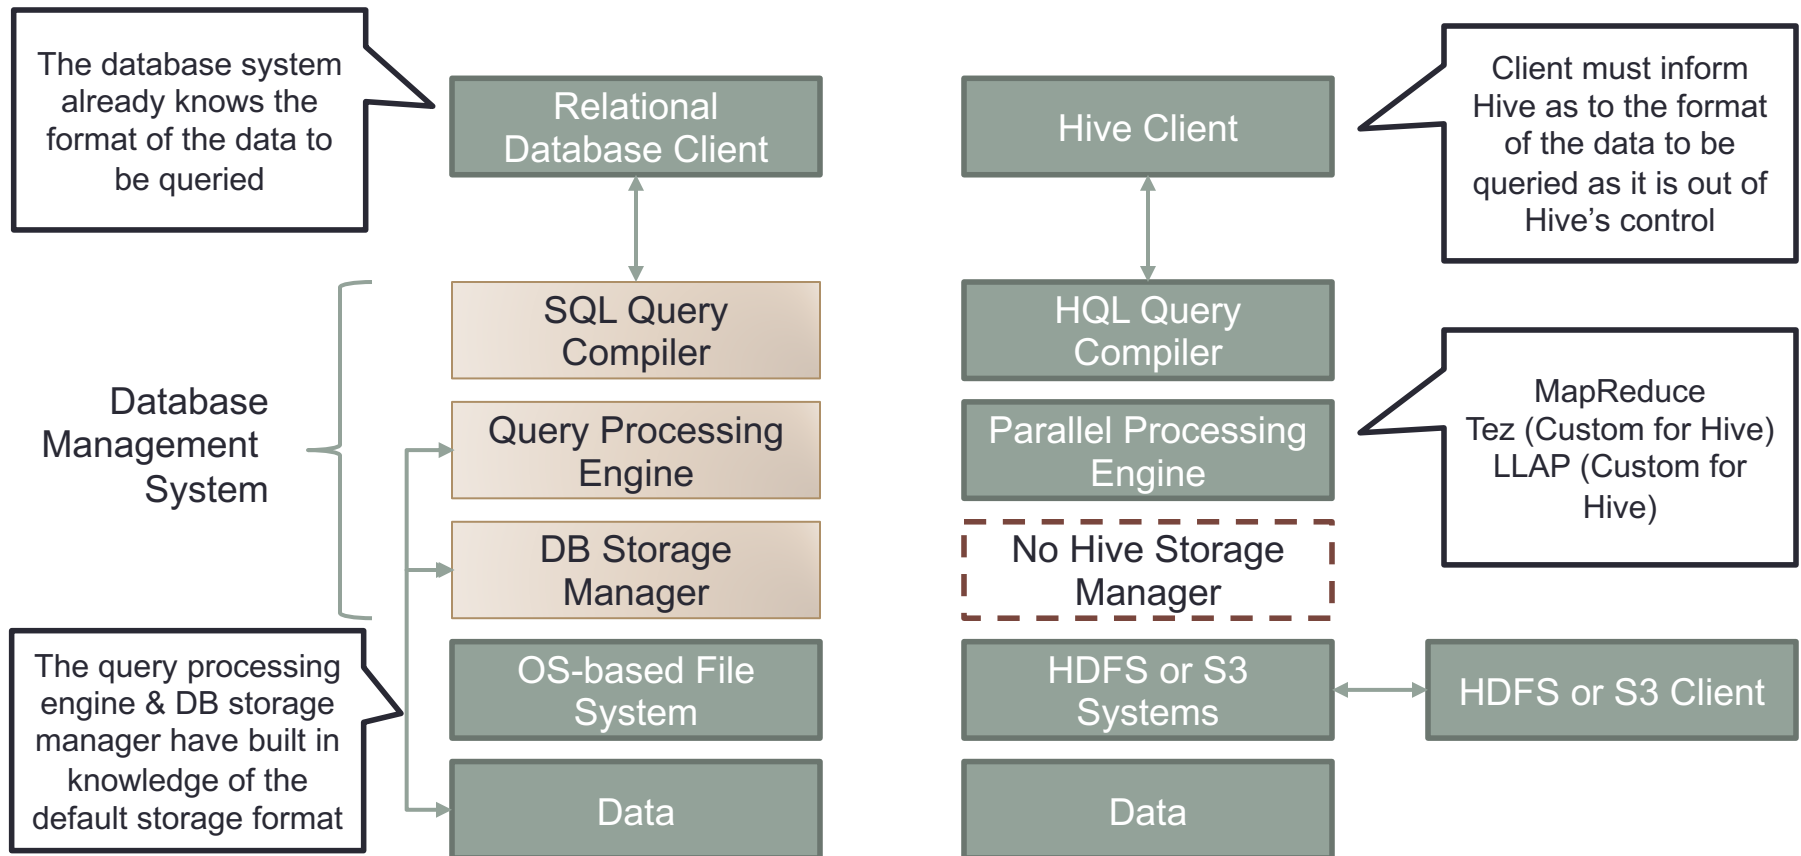 The database system
already knows the
format of the data to
be queried
Relational
Database Client
Hive Client
Client must inform
Hive as to the format
of the data to be
queried as it is out of
Hive's control
Database
Management
System
SQL Query
Compiler
Query Processing
Engine
DB Storage
Manager
HQL Query
Compiler
Parallel Processing
Engine
No Hive Storage
Manager
MapReduce
Tez (Custom for Hive)
LLAP (Custom for
Hive)
The query processing
engine & DB storage
manager have built in
knowledge of the
default storage format
OS-based File
System
Data
HDFS or S3
Systems
HDFS or S3 Client
Data